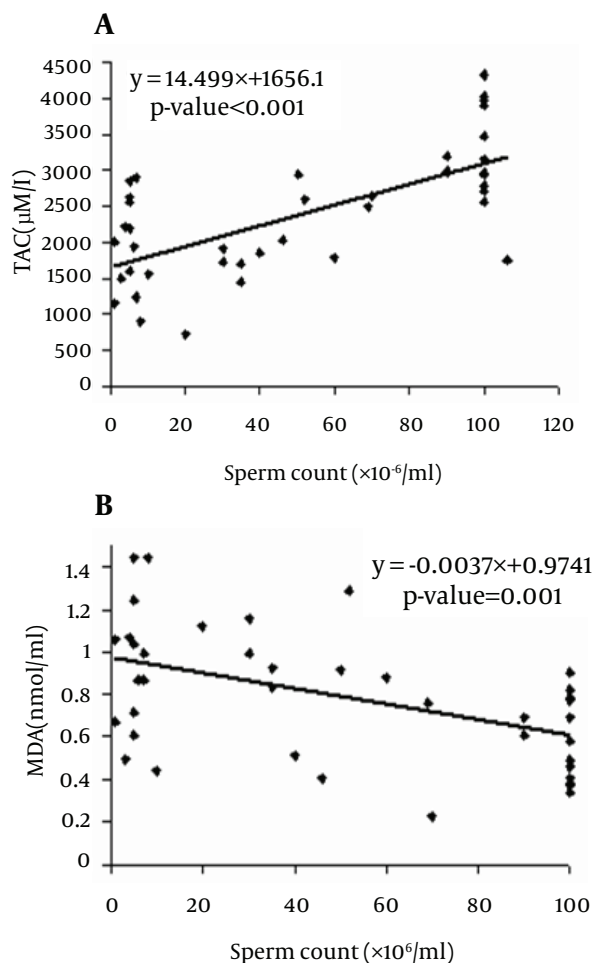 A
y = 14.499×+1656.1
p-value<0.001
4500
4000
3500
3000
2500
2000
1500
1000
500
0
TAC(μM/I)
0 20 40 60 80 100 120
Sperm count (×10⁻⁶/ml)
B
y = -0.0037×+0.9741
p-value=0.001
1.4
1.2
1
0.8
0.6
0.4
0.2
0
MDA(nmol/ml)
0 20 40 60 80 100
Sperm count (×10⁶/ml)